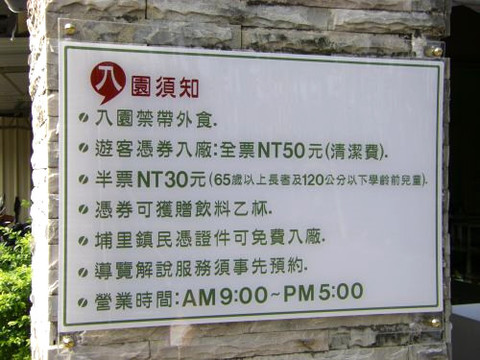 入園須知
入園禁帶外食.
遊客憑券入廠:全票NT50元(清潔費).
半票NT30元(65歲以上長者及120公分以下學齡前兒童).
憑券可獲贈飲料乙杯.
埔里鎮民憑證件可免費入廠.
導覽解說服務須事先預約.
營業時間:AM9:00~PM5:00